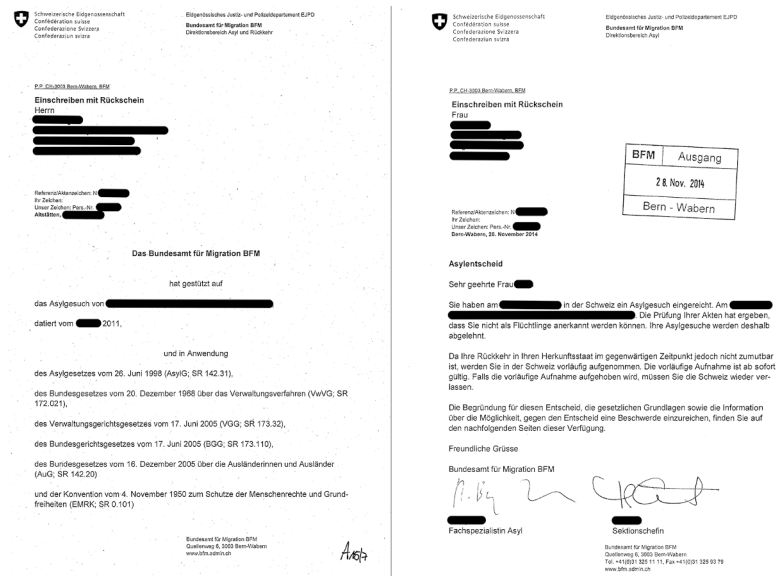 Schweizerische Eidgenossenschaft
Confédération suisse
Confederazione Svizzera
Confederaziun svizra
Eidgenössisches Justiz- und Polizeidepartement EJPD
Bundesamt für Migration BFM
Direktionsbereich Asyl und Rückkehr
P.P. CH-3003 Bern-Wabern, BFM
Einschreiben mit Rückschein
Herrn
Referenz/Aktenzeichen: N
Ihr Zeichen:
Unser Zeichen: Pers.-Nr.
Altstätten,
Das Bundesamt für Migration BFM
hat gestützt auf
das Asylgesuch von
datiert vom 2011,
und in Anwendung
des Asylgesetzes vom 26. Juni 1998 (AsylG; SR 142.31),
des Bundesgesetzes vom 20. Dezember 1968 über das Verwaltungsverfahren (VwVG; SR
172.021),
des Verwaltungsgerichtsgesetzes vom 17. Juni 2005 (VGG; SR 173.32),
des Bundesgerichtsgesetzes vom 17. Juni 2005 (BGG; SR 173.110),
des Bundesgesetzes vom 16. Dezember 2005 über die Ausländerinnen und Ausländer
(AuG; SR 142.20)
und der Konvention vom 4. November 1950 zum Schutze der Menschenrechte und Grund-
freiheiten (EMRK; SR 0.101)
Bundesamt für Migration BFM
Quellenweg 6, 3003 Bern-Wabern
www.bfm.admin.ch
Schweizerische Eidgenossenschaft
Confédération suisse
Confederazione Svizzera
Confederaziun svizra
Eidgenössisches Justiz- und Polizeidepartement EJPD
Bundesamt für Migration BFM
Direktionsbereich Asyl
P.P. CH-3003 Bern-Wabern, BFM
Einschreiben mit Rückschein
Frau
BFM Ausgang
28. Nov. 2014
Bern - Wabern
Referenz/Aktenzeichen: N
Ihr Zeichen:
Unser Zeichen: Pers.-Nr.
Bern-Wabern, 26. November 2014
Asylentscheid
Sehr geehrte Frau
Sie haben am in der Schweiz ein Asylgesuch eingereicht. Am
. Die Prüfung Ihrer Akten hat ergeben,
dass Sie nicht als Flüchtlinge anerkannt werden können. Ihre Asylgesuche werden deshalb
abgelehnt.
Da Ihre Rückkehr in Ihren Herkunftsstaat im gegenwärtigen Zeitpunkt jedoch nicht zumutbar
ist, werden Sie in der Schweiz vorläufig aufgenommen. Die vorläufige Aufnahme ist ab sofort
gültig. Falls die vorläufige Aufnahme aufgehoben wird, müssen Sie die Schweiz wieder ver-
lassen.
Die Begründung für diesen Entscheid, die gesetzlichen Grundlagen sowie die Information
über die Möglichkeit, gegen den Entscheid eine Beschwerde einzureichen, finden Sie auf
den nachfolgenden Seiten dieser Verfügung.
Freundliche Grüsse
Bundesamt für Migration BFM
Fachspezialistin Asyl
Sektionschefin
Bundesamt für Migration BFM
Quellenweg 6, 3003 Bern-Wabern
Tel. +41(0)31 325 11 11, Fax +41(0)31 325 93 79
www.bfm.admin.ch